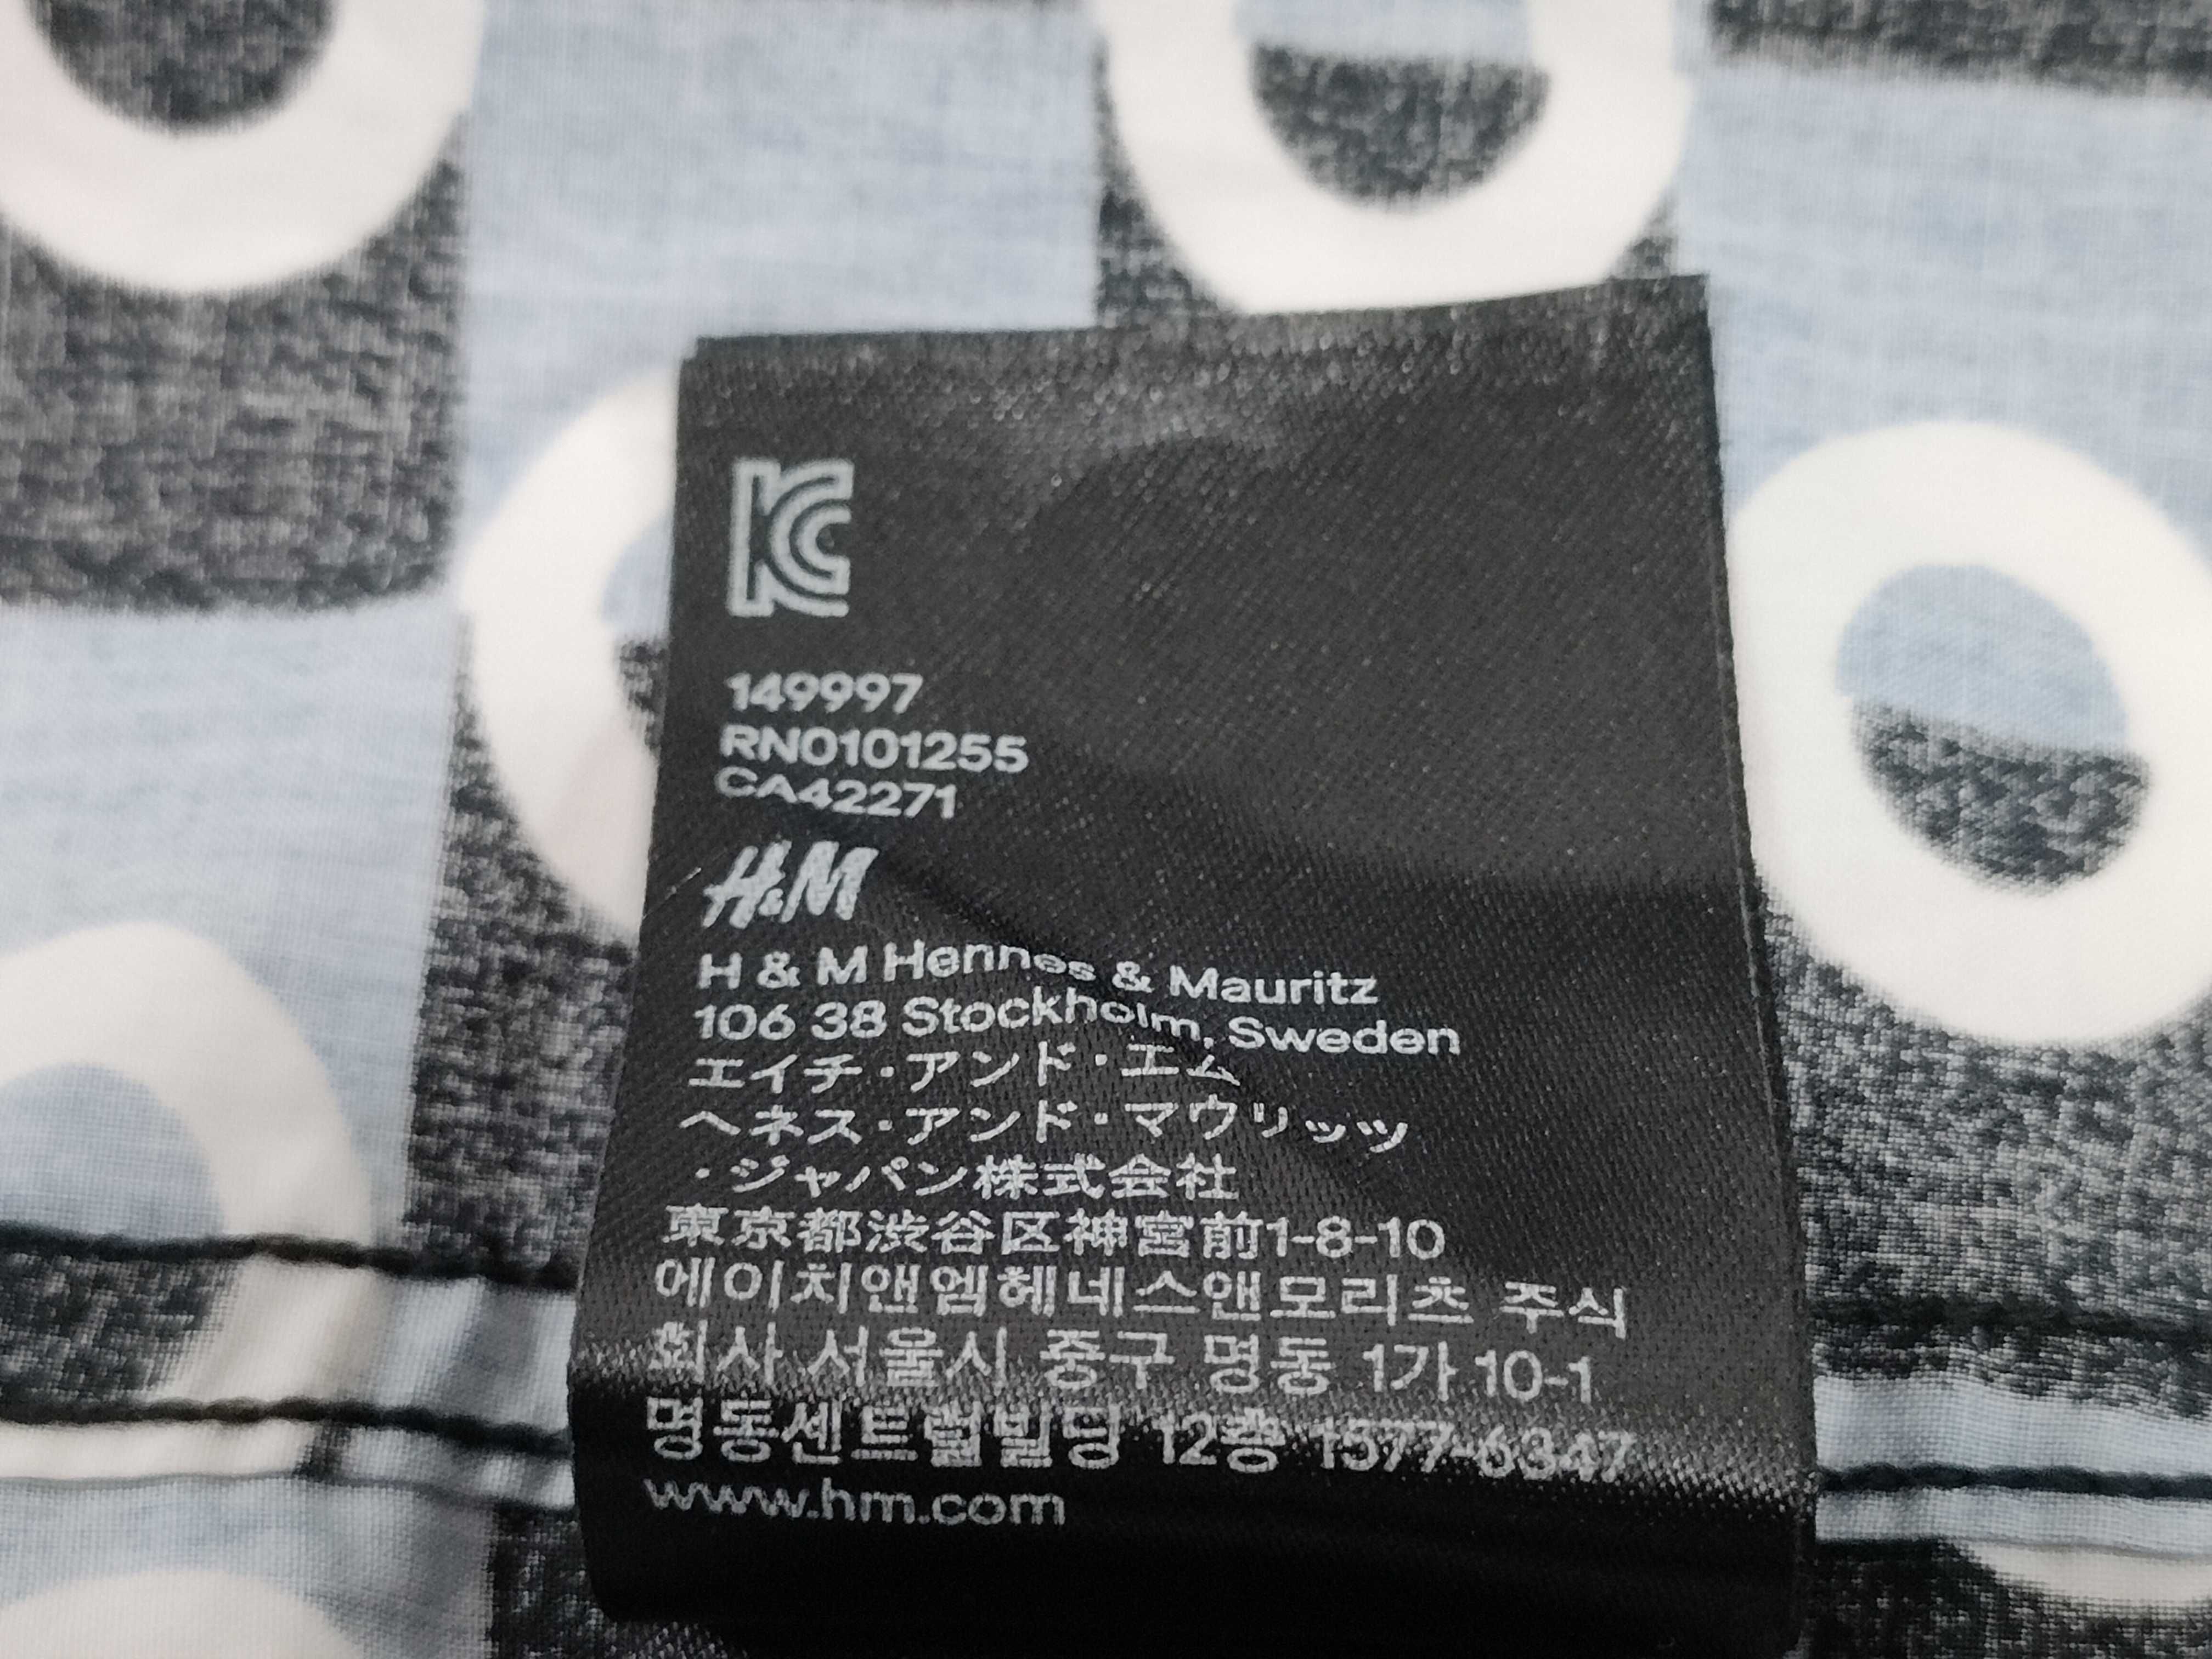 KC
149997
RN0101255
CA42271
H&M
H & M Hennes & Mauritz
106 38 Stockholm, Sweden
エイチ・アンド・エム
ヘネス・アンド・マウリッツ
・ジャパン株式会社
東京都渋谷区神宮前1-8-10
에이치앤엠헤네스앤모리츠 주식
회사 서울시 중구 명동 1가 10-1
명동센트럴빌딩 12층 1577-6347
www.hm.com